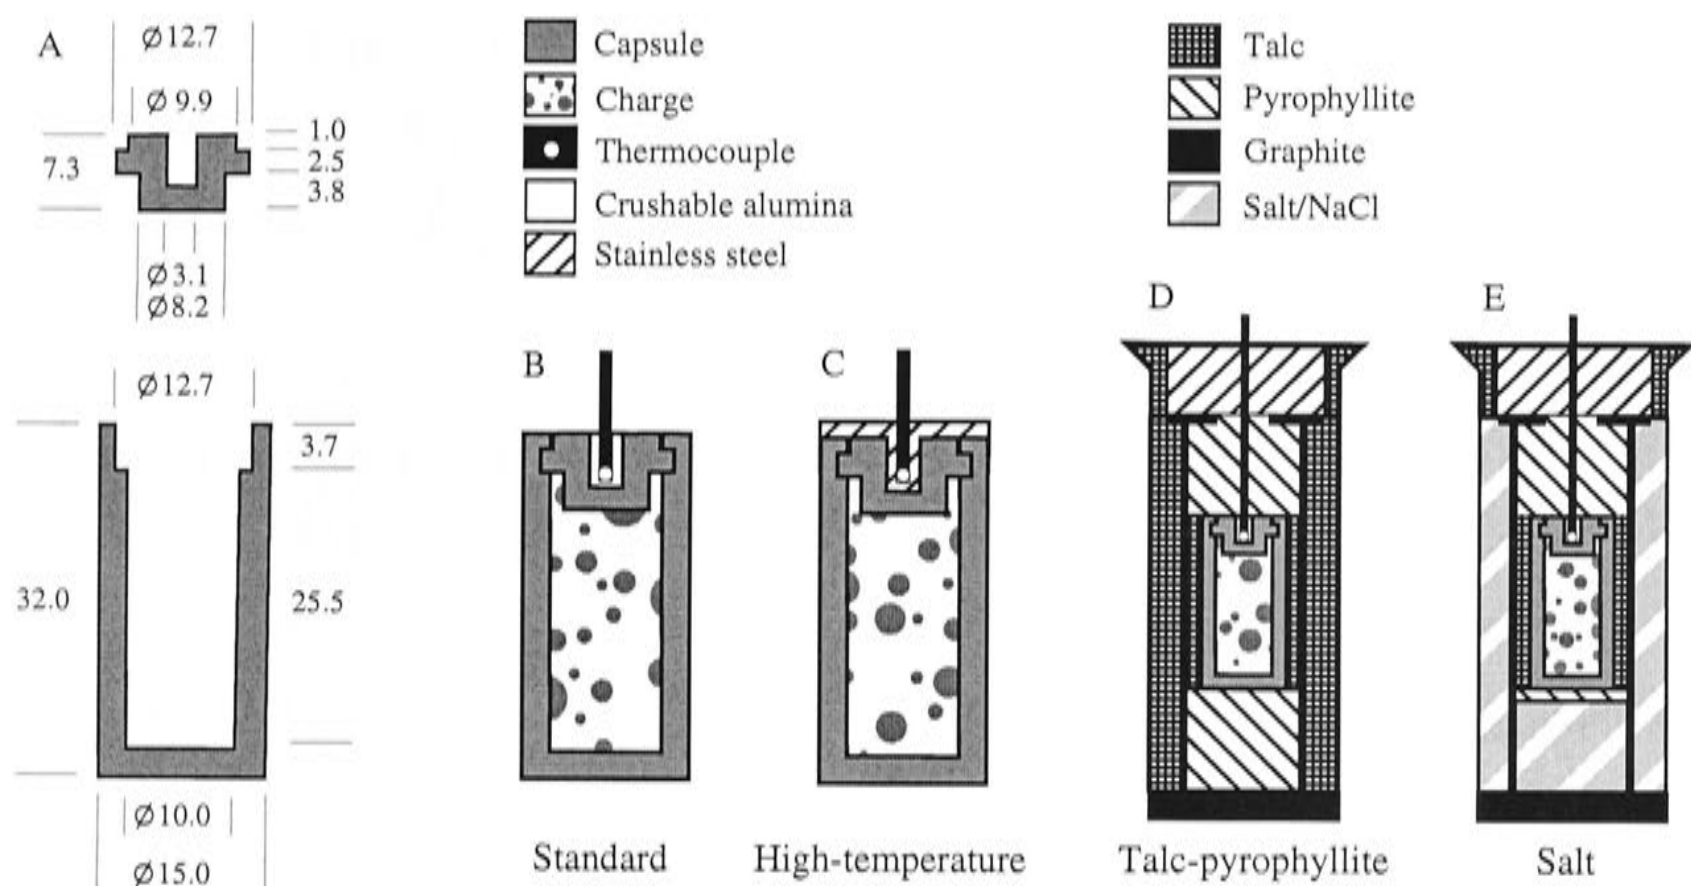 A
Ø12.7
Ø 9.9
1.0
2.5
3.8
7.3
Ø3.1
Ø8.2
Ø12.7
3.7
32.0
25.5
Ø10.0
Ø15.0
Capsule
Charge
Thermocouple
Crushable alumina
Stainless steel
Talc
Pyrophyllite
Graphite
Salt/NaCl
B
Standard
C
High-temperature
D
Talc-pyrophyllite
E
Salt